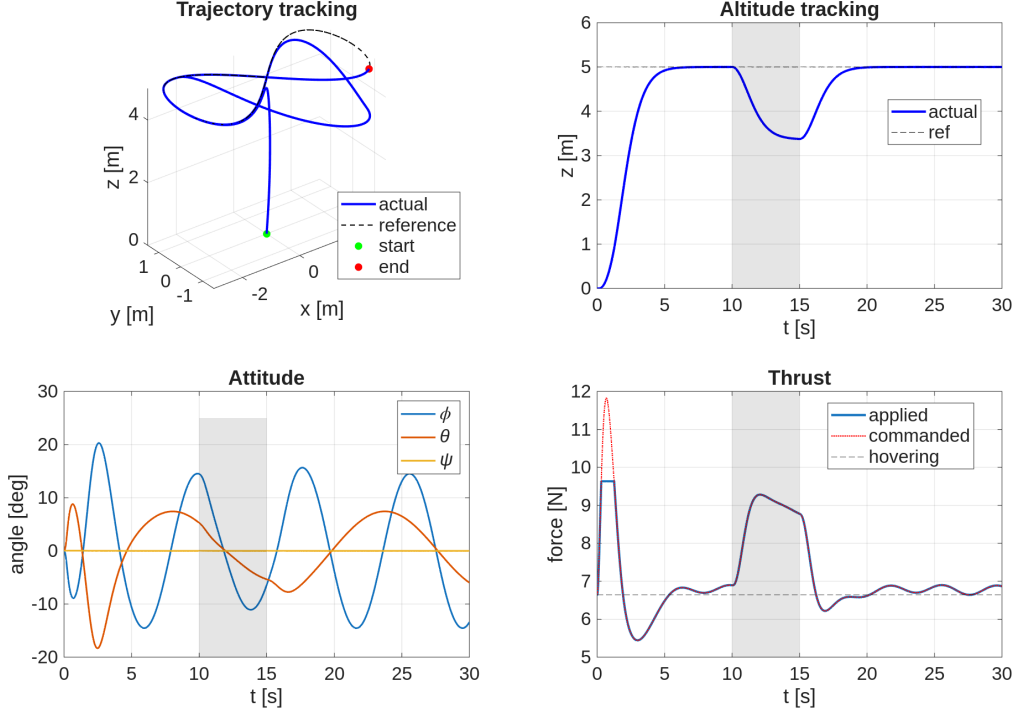 Trajectory tracking
4
2
0
z [m]
1
0
-1
y [m]
-2
0
x [m]
actual
reference
start
end
Altitude tracking
6
5
4
3
2
1
0
z [m]
0
5
10
15
20
25
30
t [s]
actual
ref
Attitude
30
20
10
0
-10
-20
angle [deg]
0
5
10
15
20
25
30
t [s]
ϕ
θ
ψ
Thrust
12
11
10
9
8
7
6
5
force [N]
0
5
10
15
20
25
30
t [s]
applied
commanded
hovering